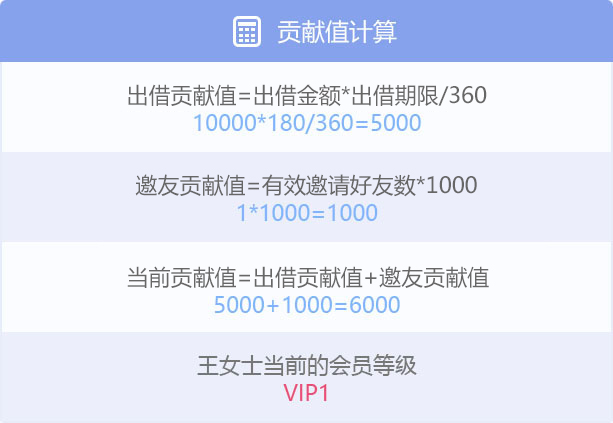 贡献值计算
出借贡献值=出借金额*出借期限/360
10000*180/360=5000
邀友贡献值=有效邀请好友数*1000
1*1000=1000
当前贡献值=出借贡献值+邀友贡献值
5000+1000=6000
王女士当前的会员等级
VIP1